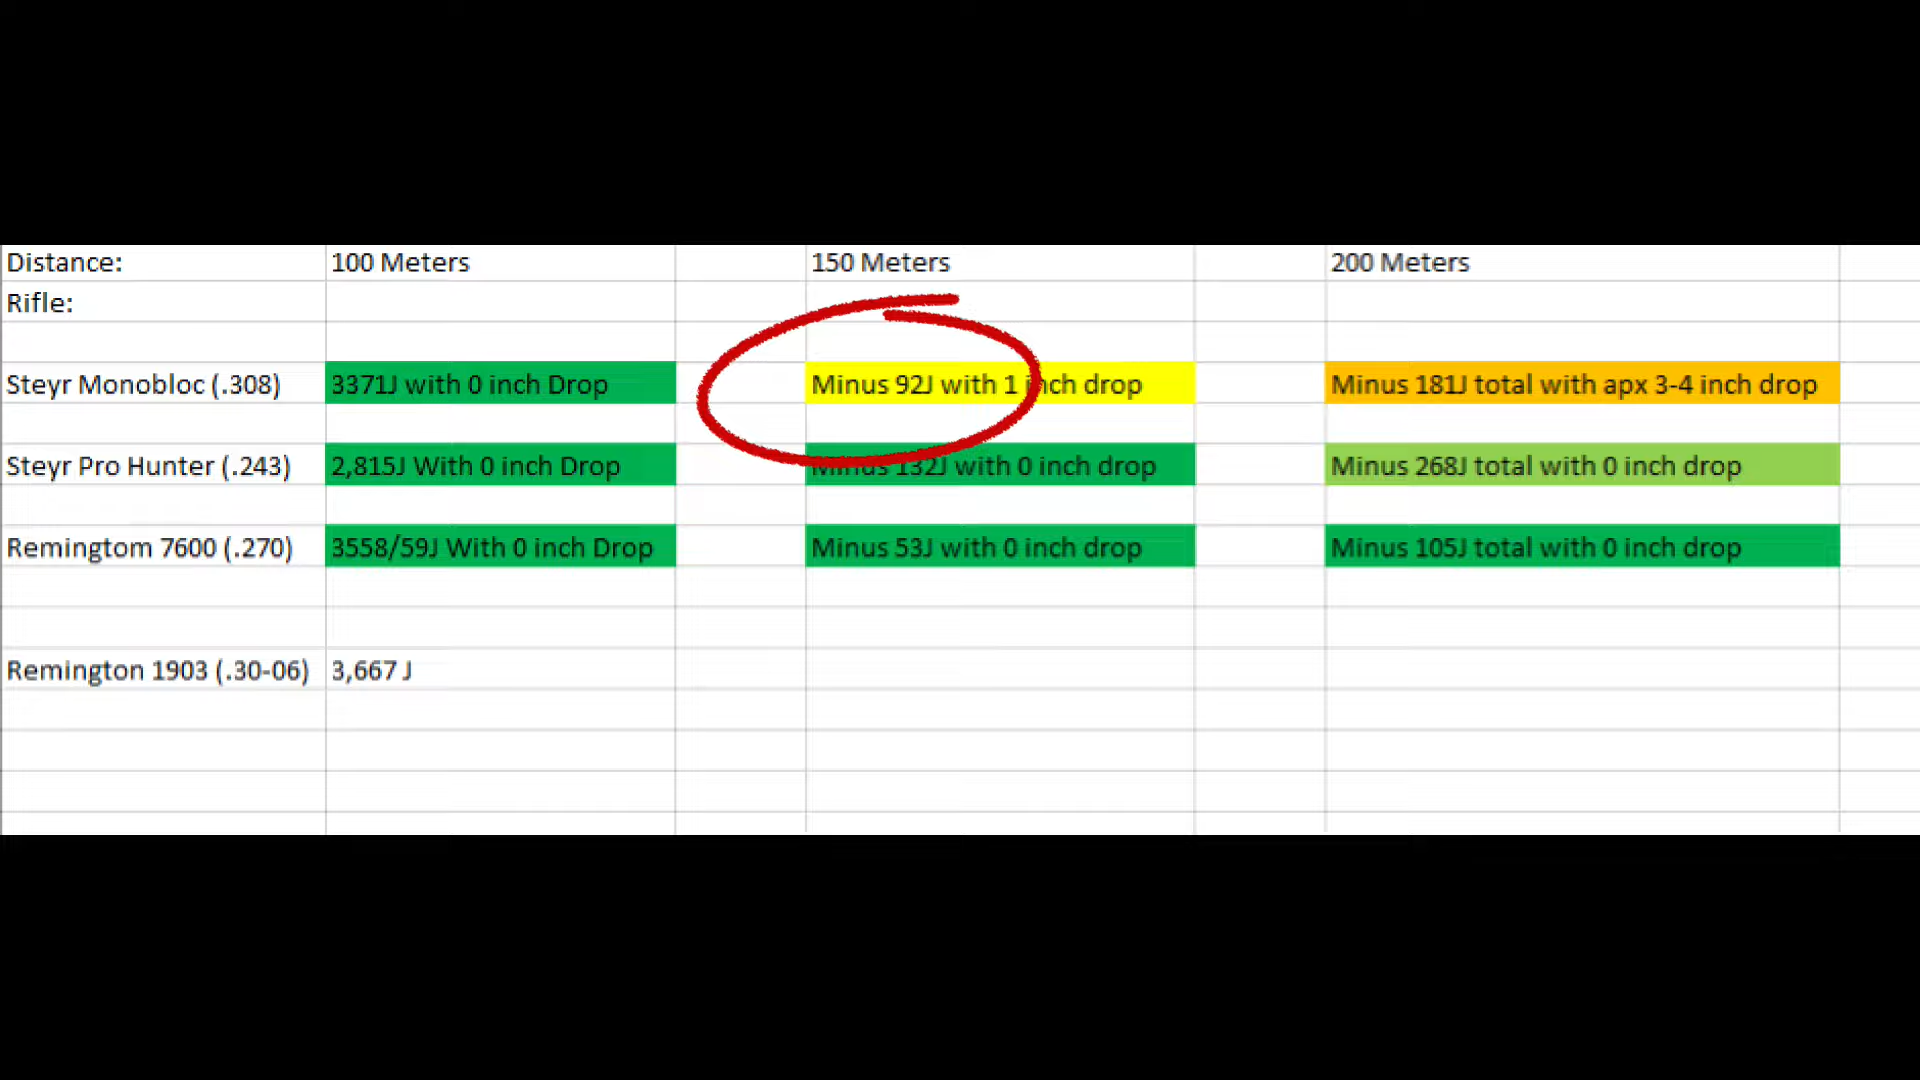 Distance: 100 Meters 150 Meters 200 Meters
Rifle:
Steyr Monobloc (.308) 3371J with 0 inch Drop Minus 92J with 1 inch drop Minus 181J total with apx 3-4 inch drop
Steyr Pro Hunter (.243) 2,815J With 0 inch Drop Minus 132J with 0 inch drop Minus 268J total with 0 inch drop
Remingtom 7600 (.270) 3558/59J With 0 inch Drop Minus 53J with 0 inch drop Minus 105J total with 0 inch drop
Remington 1903 (.30-06) 3,667 J